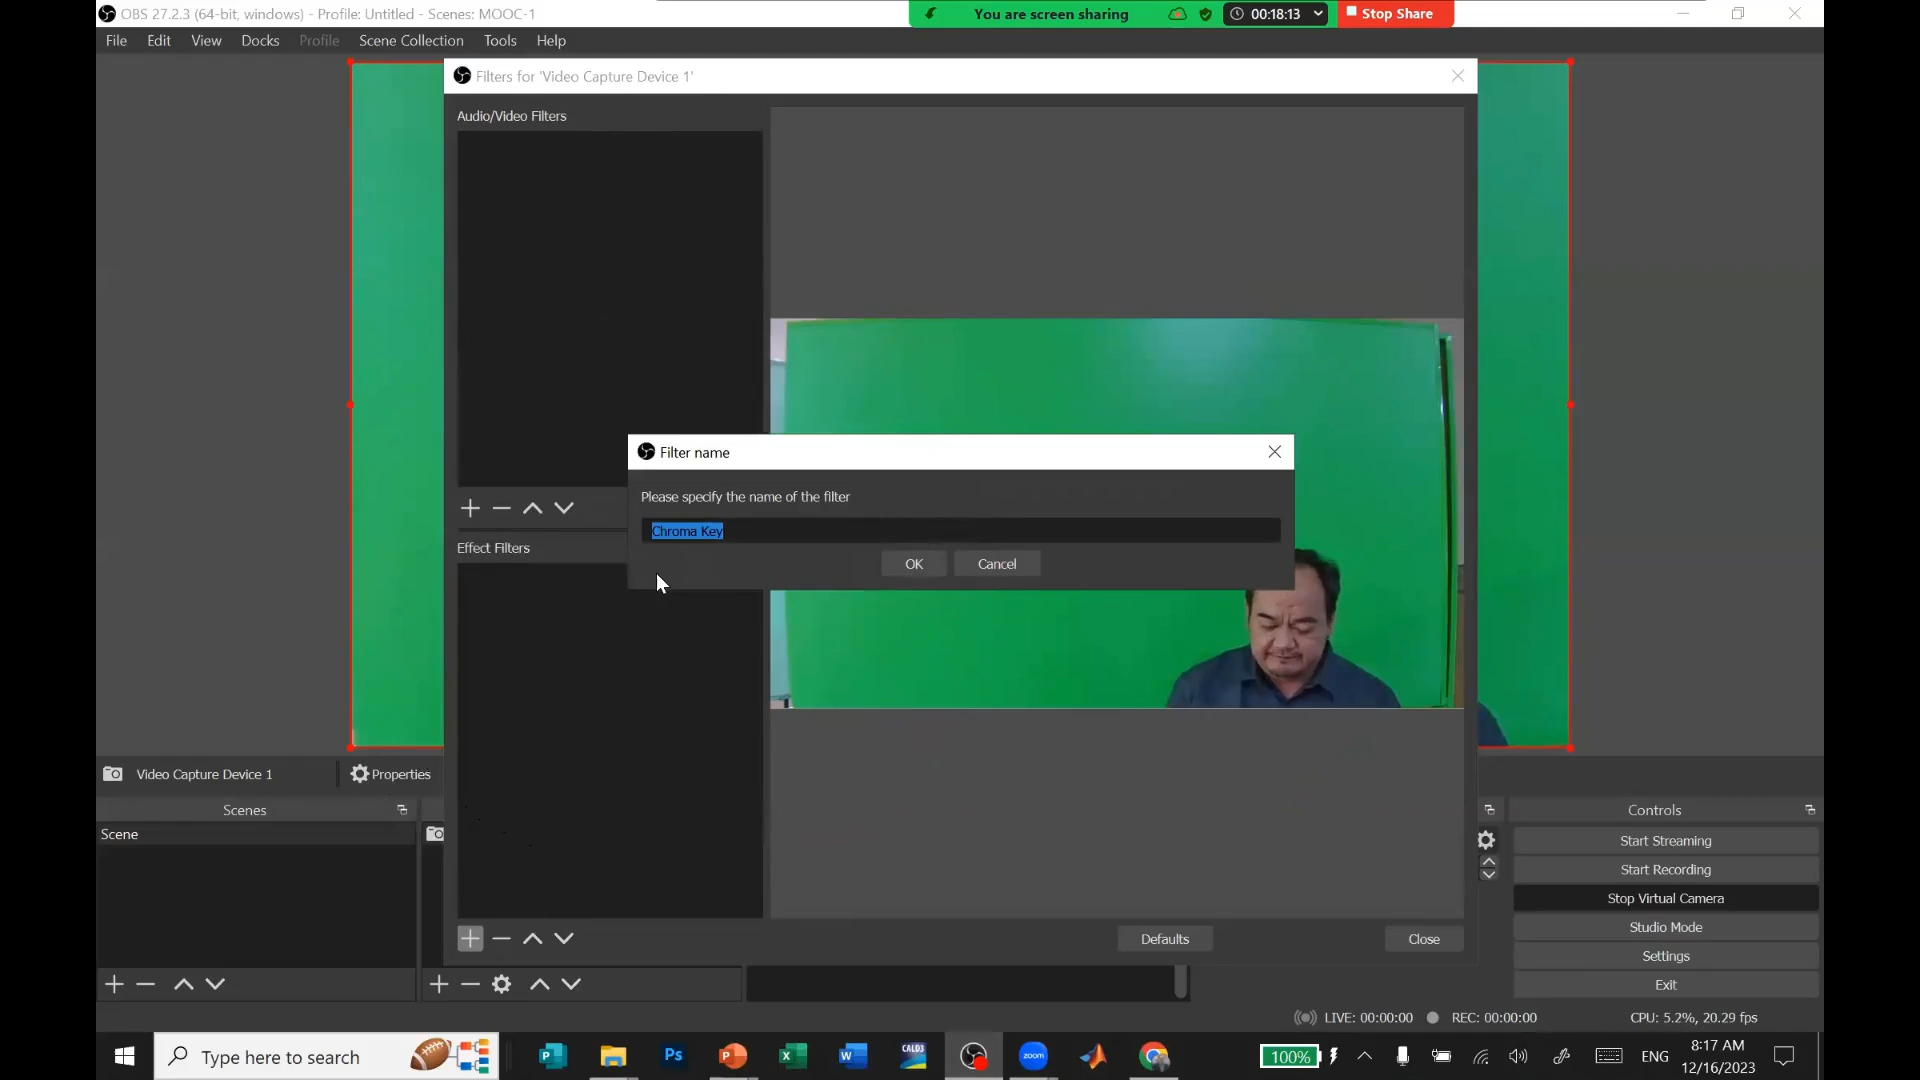 OBS 27.2.3 (64-bit, windows) - Profile: Untitled - Scenes: MOOC-1
You are screen sharing
00:18:13
Stop Share
File Edit View Docks Profile Scene Collection Tools Help
Filters for 'Video Capture Device 1'
Audio/Video Filters
Filter name
Please specify the name of the filter
Chroma Key
OK Cancel
Effect Filters
Video Capture Device 1
Properties
Scenes
Controls
Scene
Start Streaming
Start Recording
Stop Virtual Camera
Studio Mode
Settings
Exit
Defaults
Close
LIVE: 00:00:00
REC: 00:00:00
CPU: 5.2%, 20.29 fps
Type here to search
Ps
CALD3
zoom
100%
ENG
8:17 AM
12/16/2023